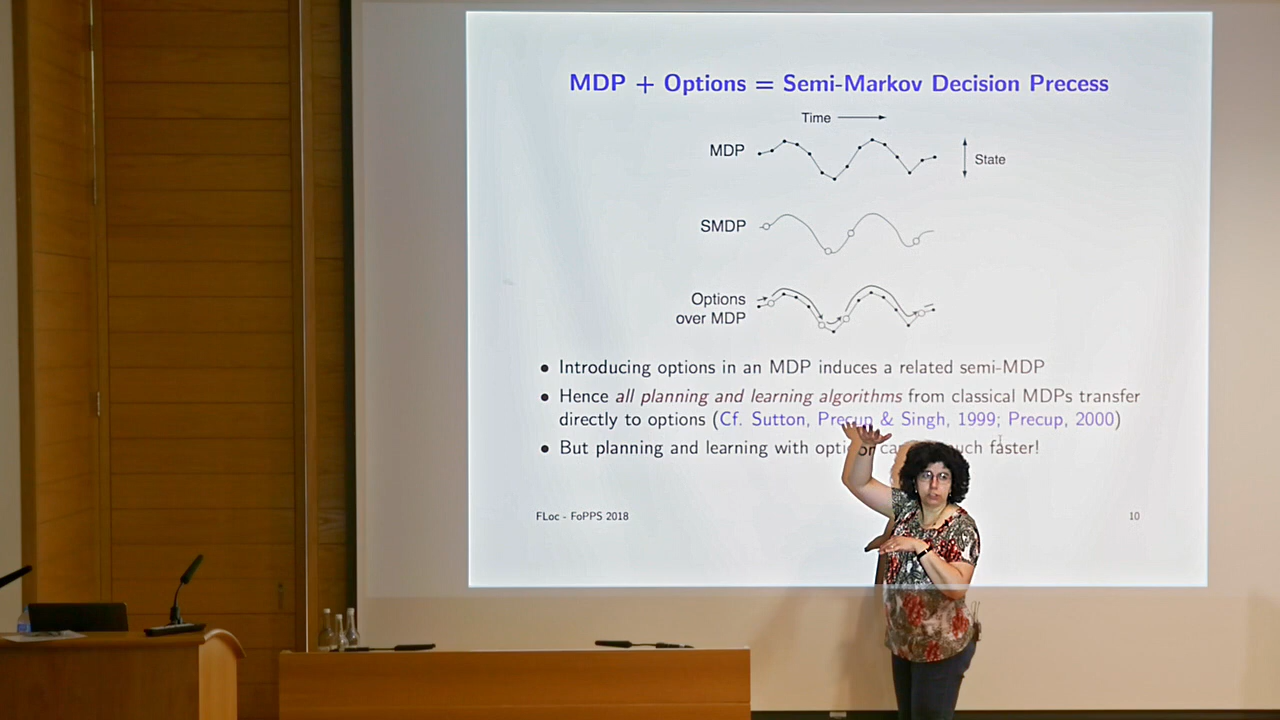 MDP + Options = Semi-Markov Decision Precess
Time
MDP
State
SMDP
Options
over MDP
• Introducing options in an MDP induces a related semi-MDP
• Hence all planning and learning algorithms from classical MDPs transfer
directly to options (Cf. Sutton, Precup & Singh, 1999; Precup, 2000)
• But planning and learning with faster!
FLoc - FoPPS 2018
10